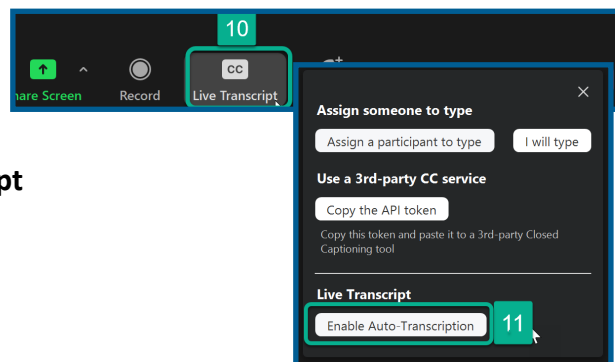 10
Share Screen Record CC Live Transcript
pt
Assign someone to type
Assign a participant to type I will type
Use a 3rd-party CC service
Copy the API token
Copy this token and paste it to a 3rd-party Closed
Captioning tool
Live Transcript
Enable Auto-Transcription 11